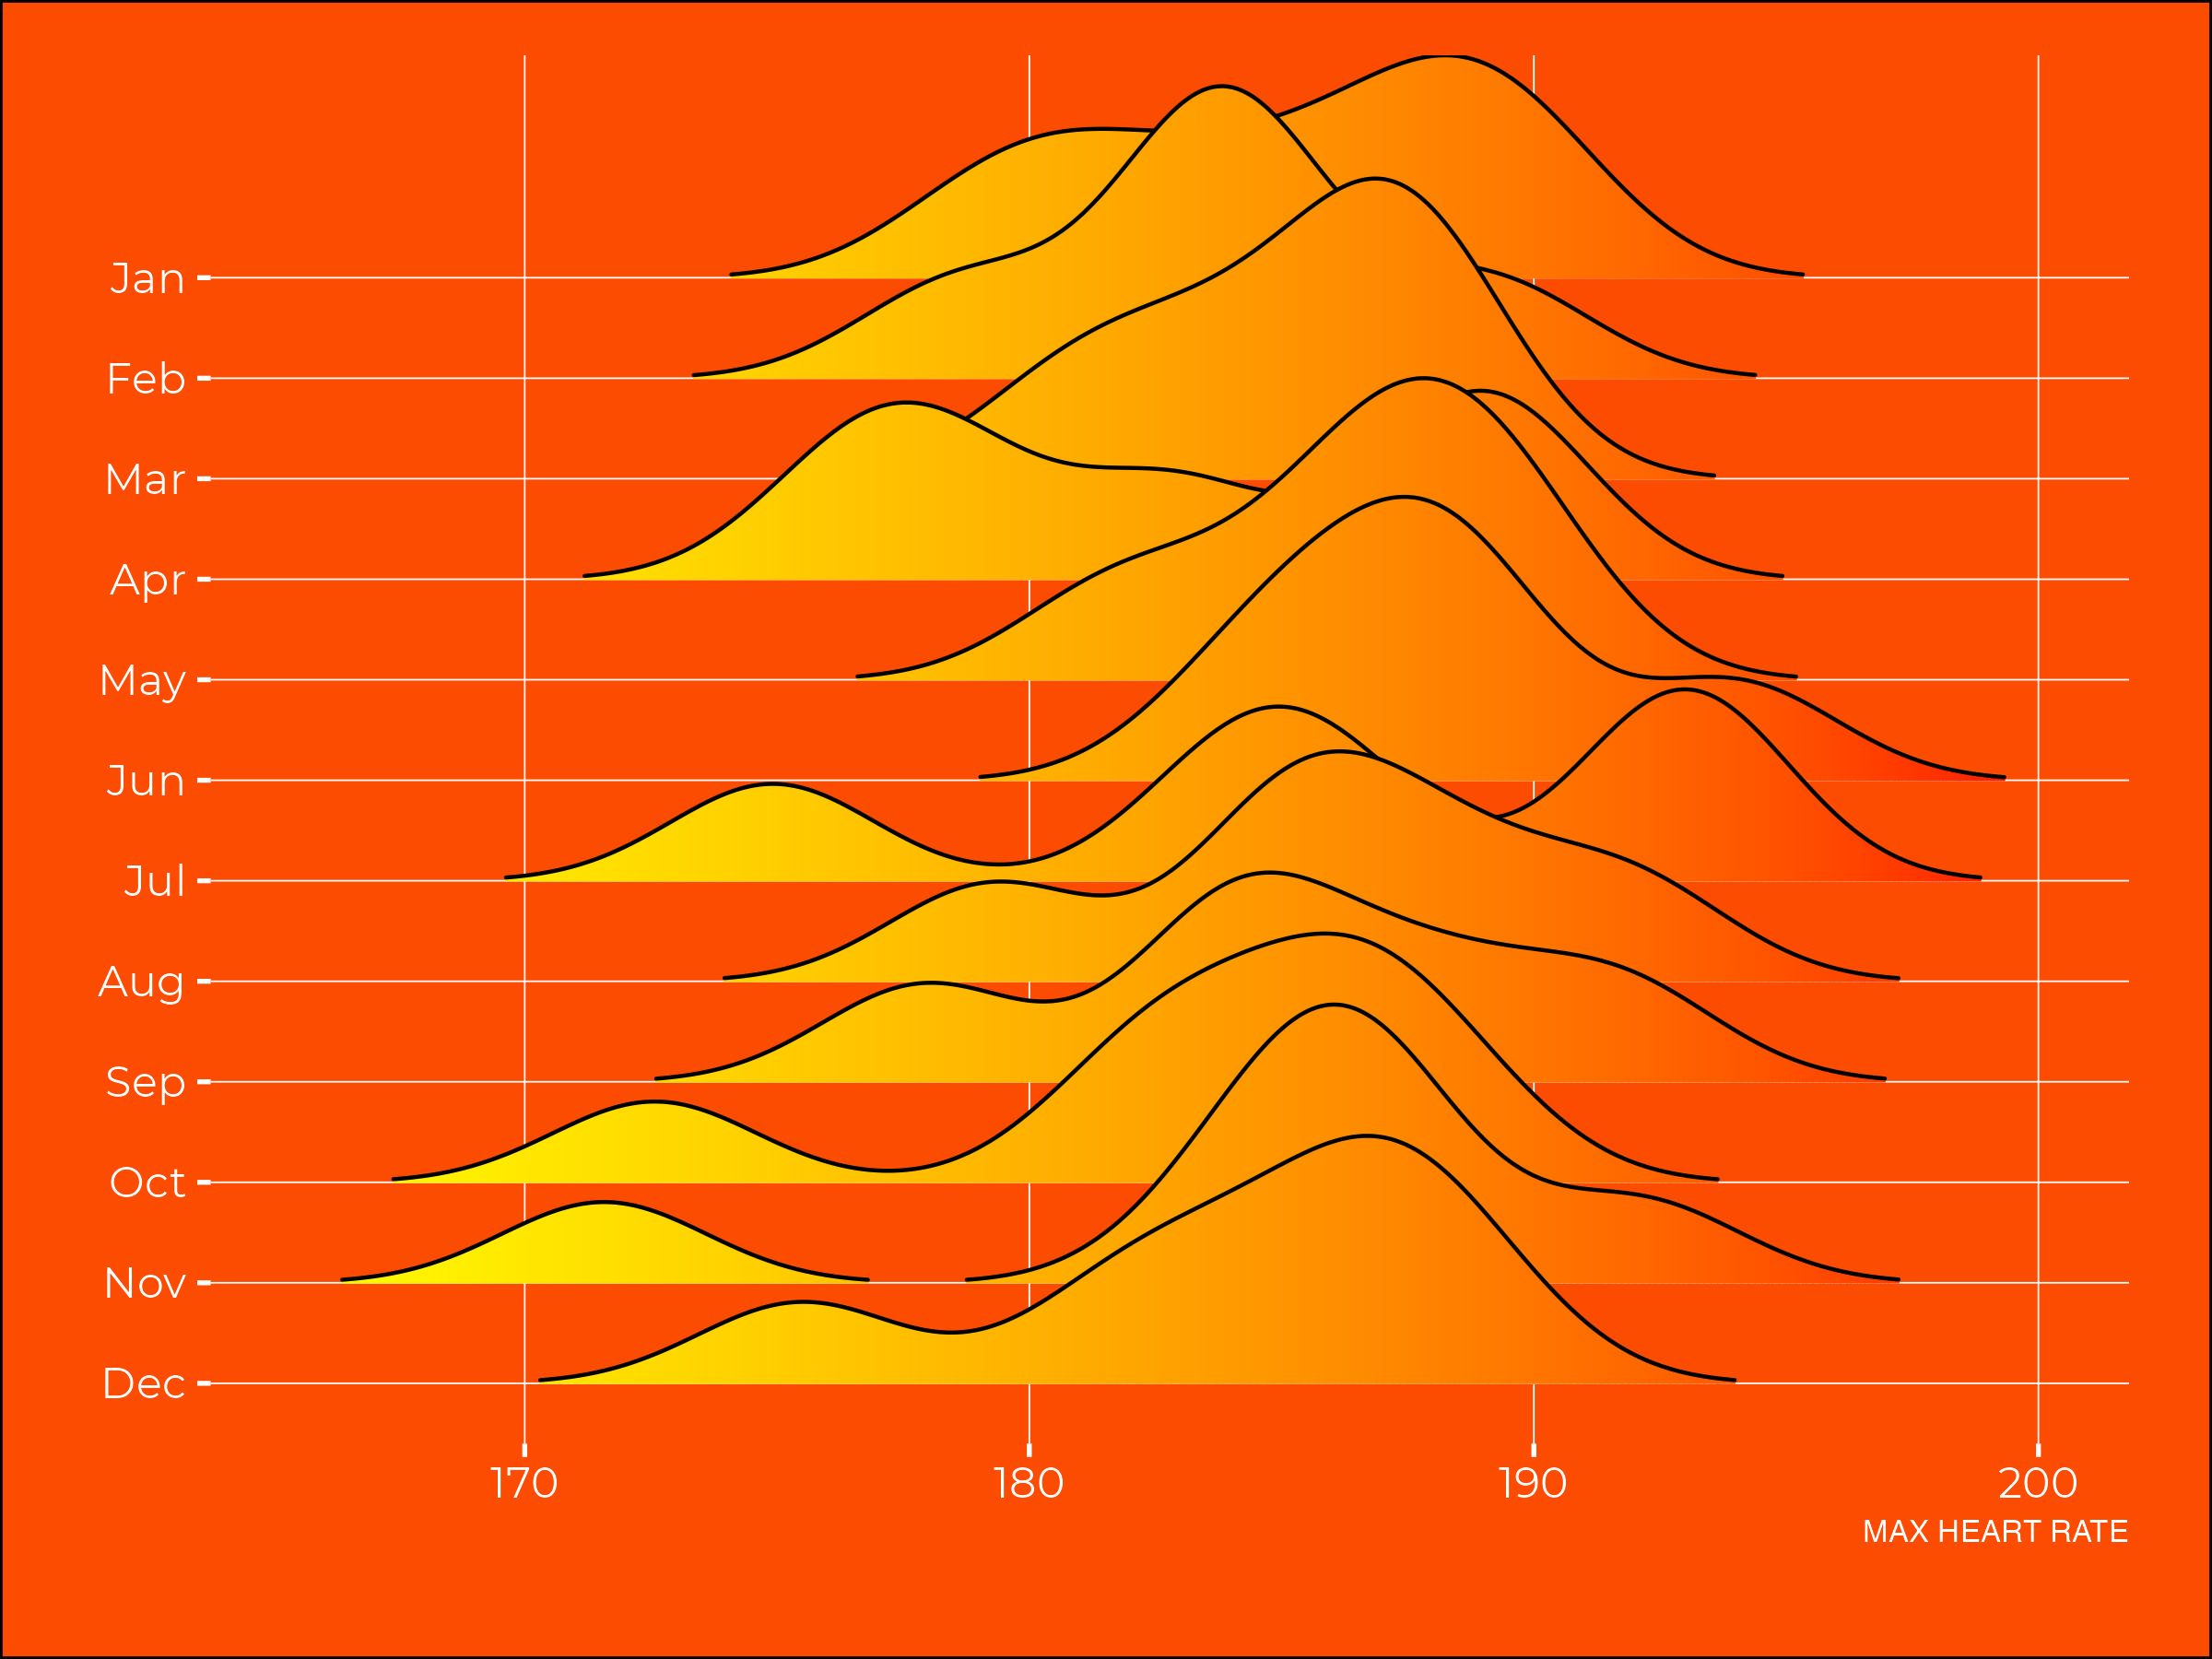 Jan
Feb
Mar
Apr
May
Jun
Jul
Aug
Sep
Oct
Nov
Dec
170 180 190 200
MAX HEART RATE